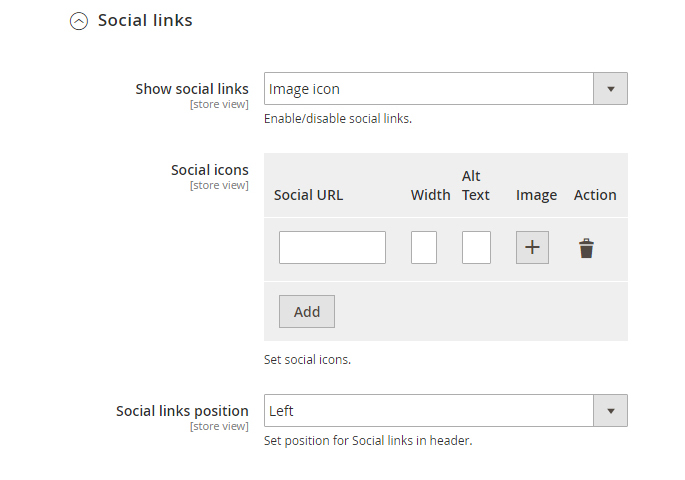 Social links
Show social links
Image icon
[store view]
Enable/disable social links.
Social icons
[store view]
Social URL
Width
Alt
Text
Image
Action
Add
Set social icons.
Social links position
Left
[store view]
Set position for Social links in header.